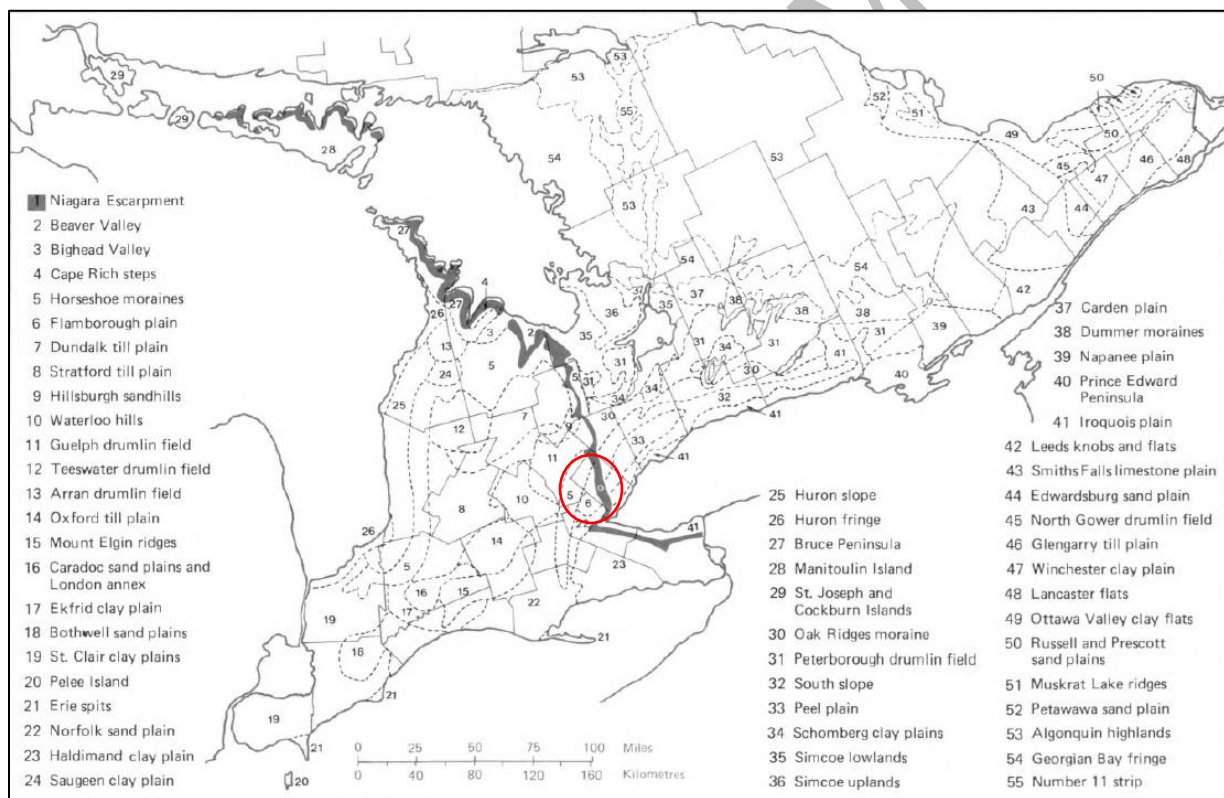 1 Niagara Escarpment
2 Beaver Valley
3 Bighead Valley
4 Cape Rich steps
5 Horseshoe moraines
6 Flamborough plain
7 Dundalk till plain
8 Stratford till plain
9 Hillsburgh sandhills
10 Waterloo hills
11 Guelph drumlin field
12 Teeswater drumlin field
13 Arran drumlin field
14 Oxford till plain
15 Mount Elgin ridges
16 Caradoc sand plains and
London annex
17 Ekfrid clay plain
18 Bothwell sand plains
19 St. Clair clay plains
20 Pelee Island
21 Erie spits
22 Norfolk sand plain
23 Haldimand clay plain
24 Saugeen clay plain
25 Huron slope
26 Huron fringe
27 Bruce Peninsula
28 Manitoulin Island
29 St. Joseph and
Cockburn Islands
30 Oak Ridges moraine
31 Peterborough drumlin field
32 South slope
33 Peel plain
34 Schomberg clay plains
35 Simcoe lowlands
36 Simcoe uplands
37 Carden plain
38 Dummer moraines
39 Napanee plain
40 Prince Edward
Peninsula
41 Iroquois plain
42 Leeds knobs and flats
43 Smiths Falls limestone plain
44 Edwardsburg sand plain
45 North Gower drumlin field
46 Glengarry till plain
47 Winchester clay plain
48 Lancaster flats
49 Ottawa Valley clay flats
50 Russell and Prescott
sand plains
51 Muskrat Lake ridges
52 Petawawa sand plain
53 Algonquin highlands
54 Georgian Bay fringe
55 Number 11 strip
0 25 50 75 100 Miles
0 40 80 120 160 Kilometres